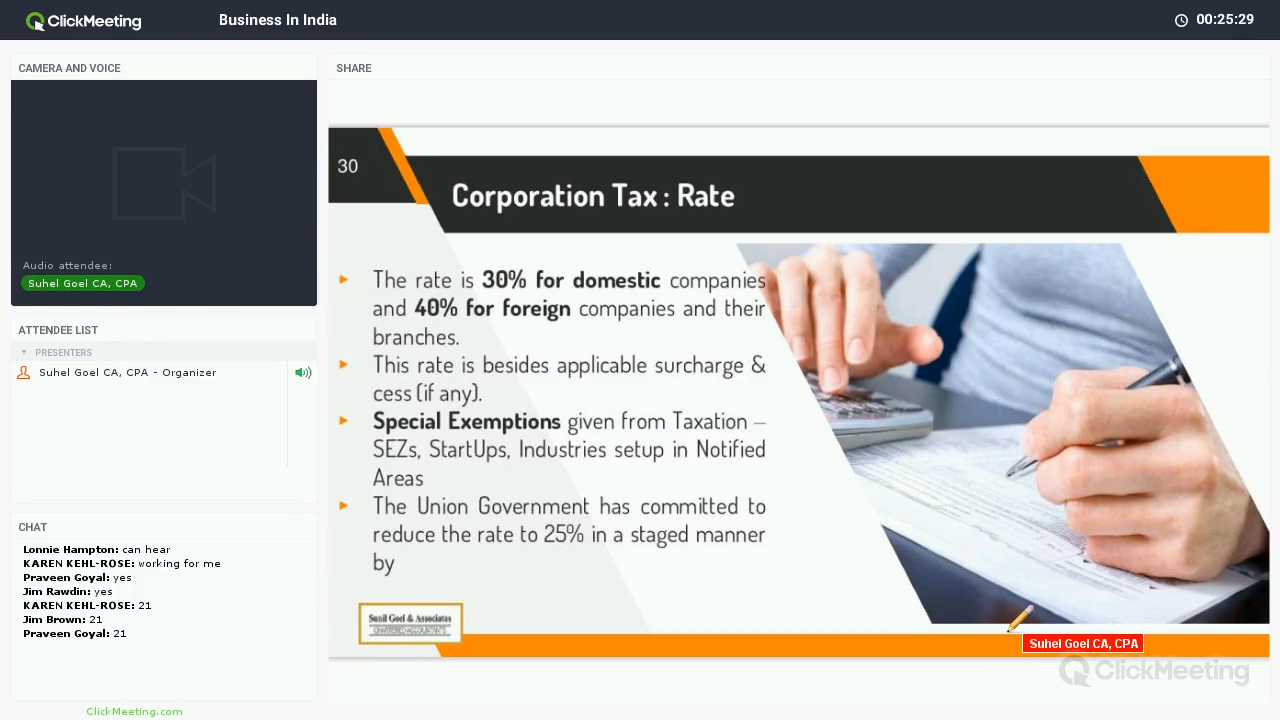 ClickMeeting
Business In India
00:25:29
CAMERA AND VOICE
Audio attendee:
Suhel Goel CA, CPA
ATTENDEE LIST
PRESENTERS
Suhel Goel CA, CPA - Organizer
CHAT
Lonnie Hampton: can hear
KAREN KEHL-ROSE: working for me
Praveen Goyal: yes
Jim Rawdin: yes
KAREN KEHL-ROSE: 21
Jim Brown: 21
Praveen Goyal: 21
ClickMeeting.com
SHARE
30
Corporation Tax : Rate
The rate is 30% for domestic companies
and 40% for foreign companies and their
branches.
This rate is besides applicable surcharge &
cess (if any).
Special Exemptions given from Taxation –
SEZs, StartUps, Industries setup in Notified
Areas
The Union Government has committed to
reduce the rate to 25% in a staged manner
by
Sunil Goel & Associates
CHARTERED ACCOUNTANTS
Suhel Goel CA, CPA
ClickMeeting